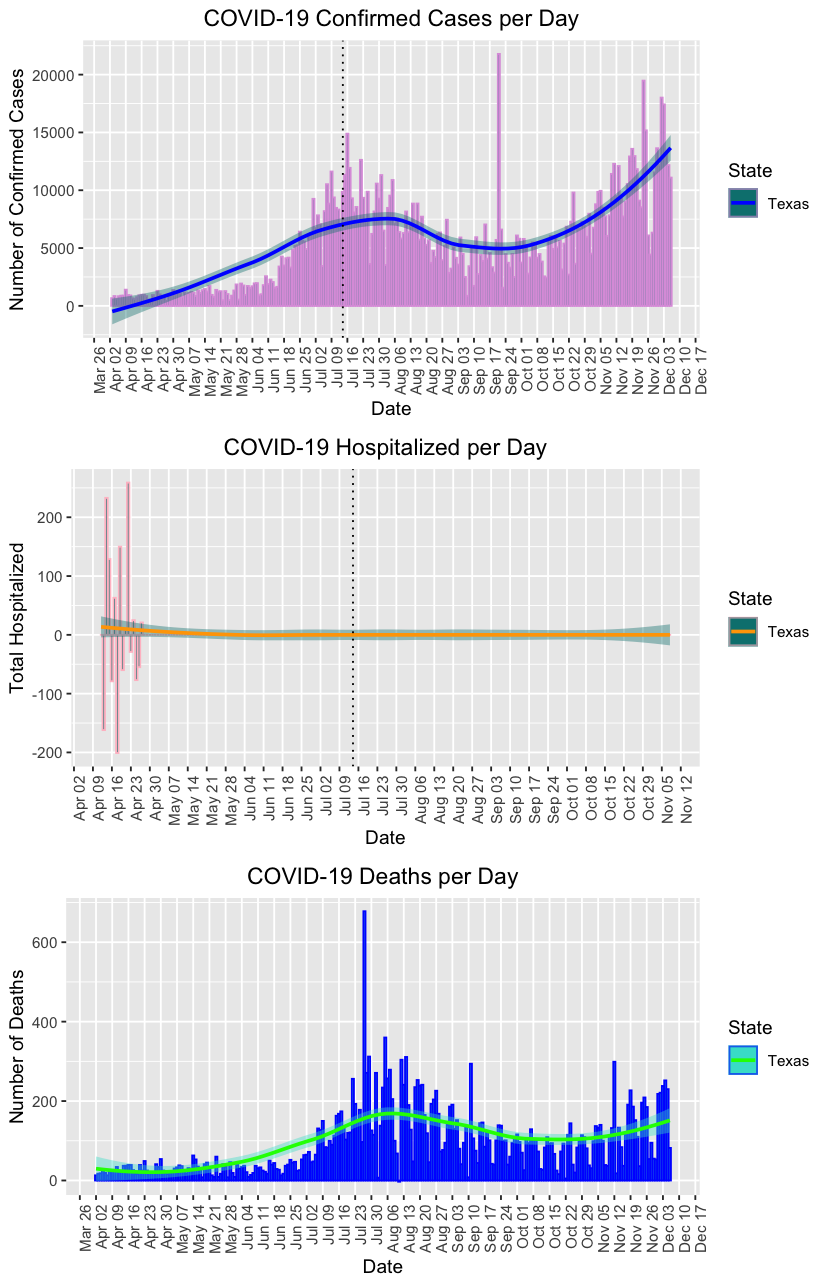 COVID-19 Confirmed Cases per Day
Number of Confirmed Cases
20000
15000
10000
5000
0
Mar 26
Apr 02
Apr 09
Apr 16
Apr 23
Apr 30
May 07
May 14
May 21
May 28
Jun 04
Jun 11
Jun 18
Jun 25
Jul 02
Jul 09
Jul 16
Jul 23
Jul 30
Aug 06
Aug 13
Aug 20
Aug 27
Sep 03
Sep 10
Sep 17
Sep 24
Oct 01
Oct 08
Oct 15
Oct 22
Oct 29
Nov 05
Nov 12
Nov 19
Nov 26
Dec 03
Dec 10
Dec 17
Date
State
Texas
COVID-19 Hospitalized per Day
Total Hospitalized
200
100
0
-100
-200
Apr 02
Apr 09
Apr 16
Apr 23
Apr 30
May 07
May 14
May 21
May 28
Jun 04
Jun 11
Jun 18
Jun 25
Jul 02
Jul 09
Jul 16
Jul 23
Jul 30
Aug 06
Aug 13
Aug 20
Aug 27
Sep 03
Sep 10
Sep 17
Sep 24
Oct 01
Oct 08
Oct 15
Oct 22
Oct 29
Nov 05
Nov 12
Date
State
Texas
COVID-19 Deaths per Day
Number of Deaths
600
400
200
0
Mar 26
Apr 02
Apr 09
Apr 16
Apr 23
Apr 30
May 07
May 14
May 21
May 28
Jun 04
Jun 11
Jun 18
Jun 25
Jul 02
Jul 09
Jul 16
Jul 23
Jul 30
Aug 06
Aug 13
Aug 20
Aug 27
Sep 03
Sep 10
Sep 17
Sep 24
Oct 01
Oct 08
Oct 15
Oct 22
Oct 29
Nov 05
Nov 12
Nov 19
Nov 26
Dec 03
Dec 10
Dec 17
Date
State
Texas